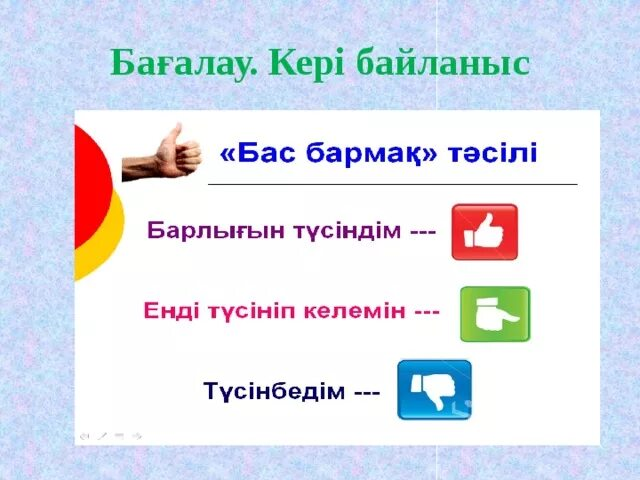 Бағалау. Кері байланыс
«Бас бармақ» тәсілі
Барлығын түсіндім ---
Енді түсініп келемін ---
Түсінбедім ---